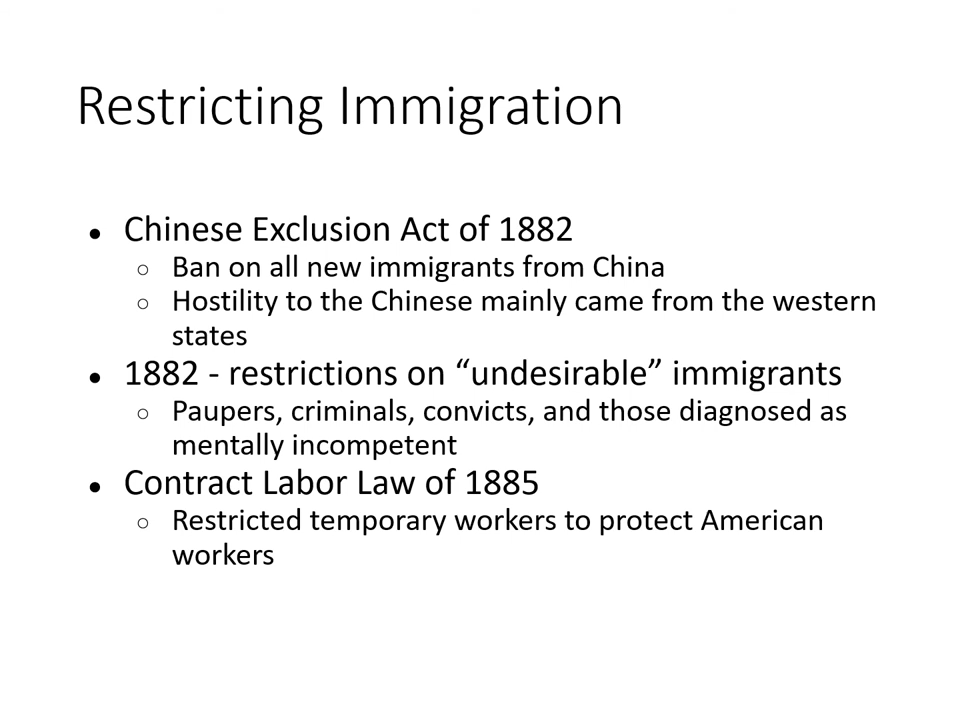 Restricting Immigration
● Chinese Exclusion Act of 1882
○ Ban on all new immigrants from China
○ Hostility to the Chinese mainly came from the western
states
● 1882 - restrictions on “undesirable” immigrants
○ Paupers, criminals, convicts, and those diagnosed as
mentally incompetent
● Contract Labor Law of 1885
○ Restricted temporary workers to protect American
workers